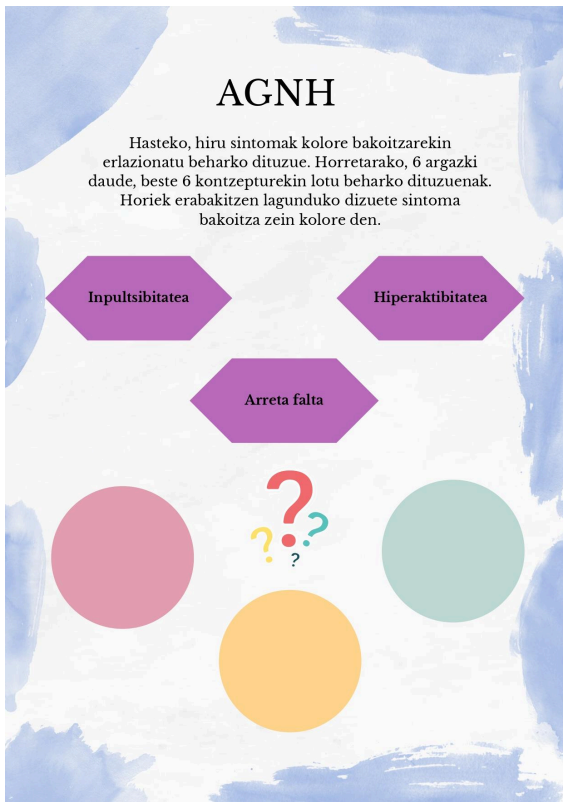 AGNH
Hasteko, hiru sintomak kolore bakoitzarekin
erlazionatu beharko dituzue. Horretarako, 6 argazki
daude, beste 6 kontzepturekin lotu beharko dituzuenak.
Horiek erabakitzen lagunduko dizuete sintoma
bakoitza zein kolore den.
Inpultsibitatea
Hiperaktibitatea
Arreta falta
?
?
?
?